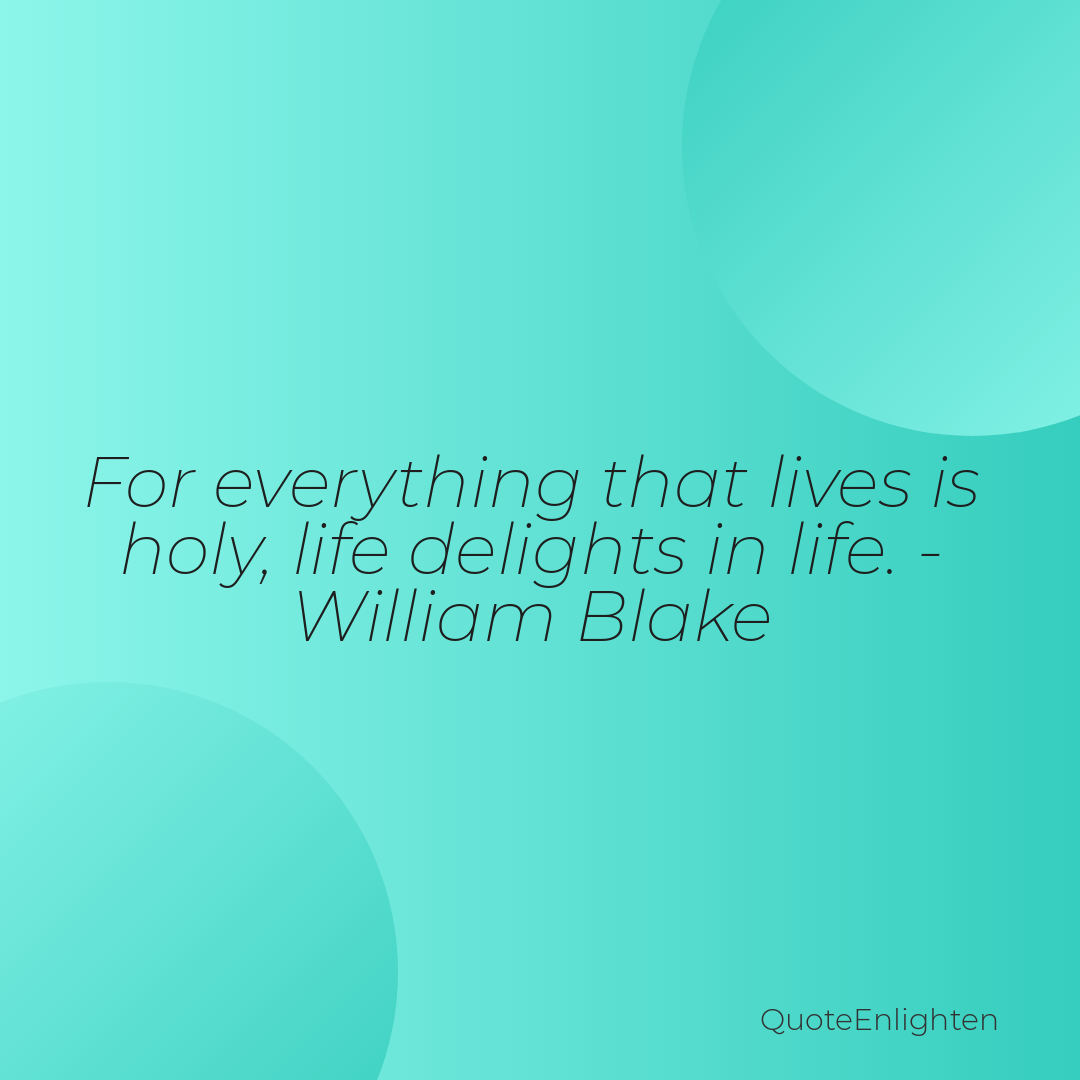 For everything that lives is
holy, life delights in life. -
William Blake
QuoteEnlighten